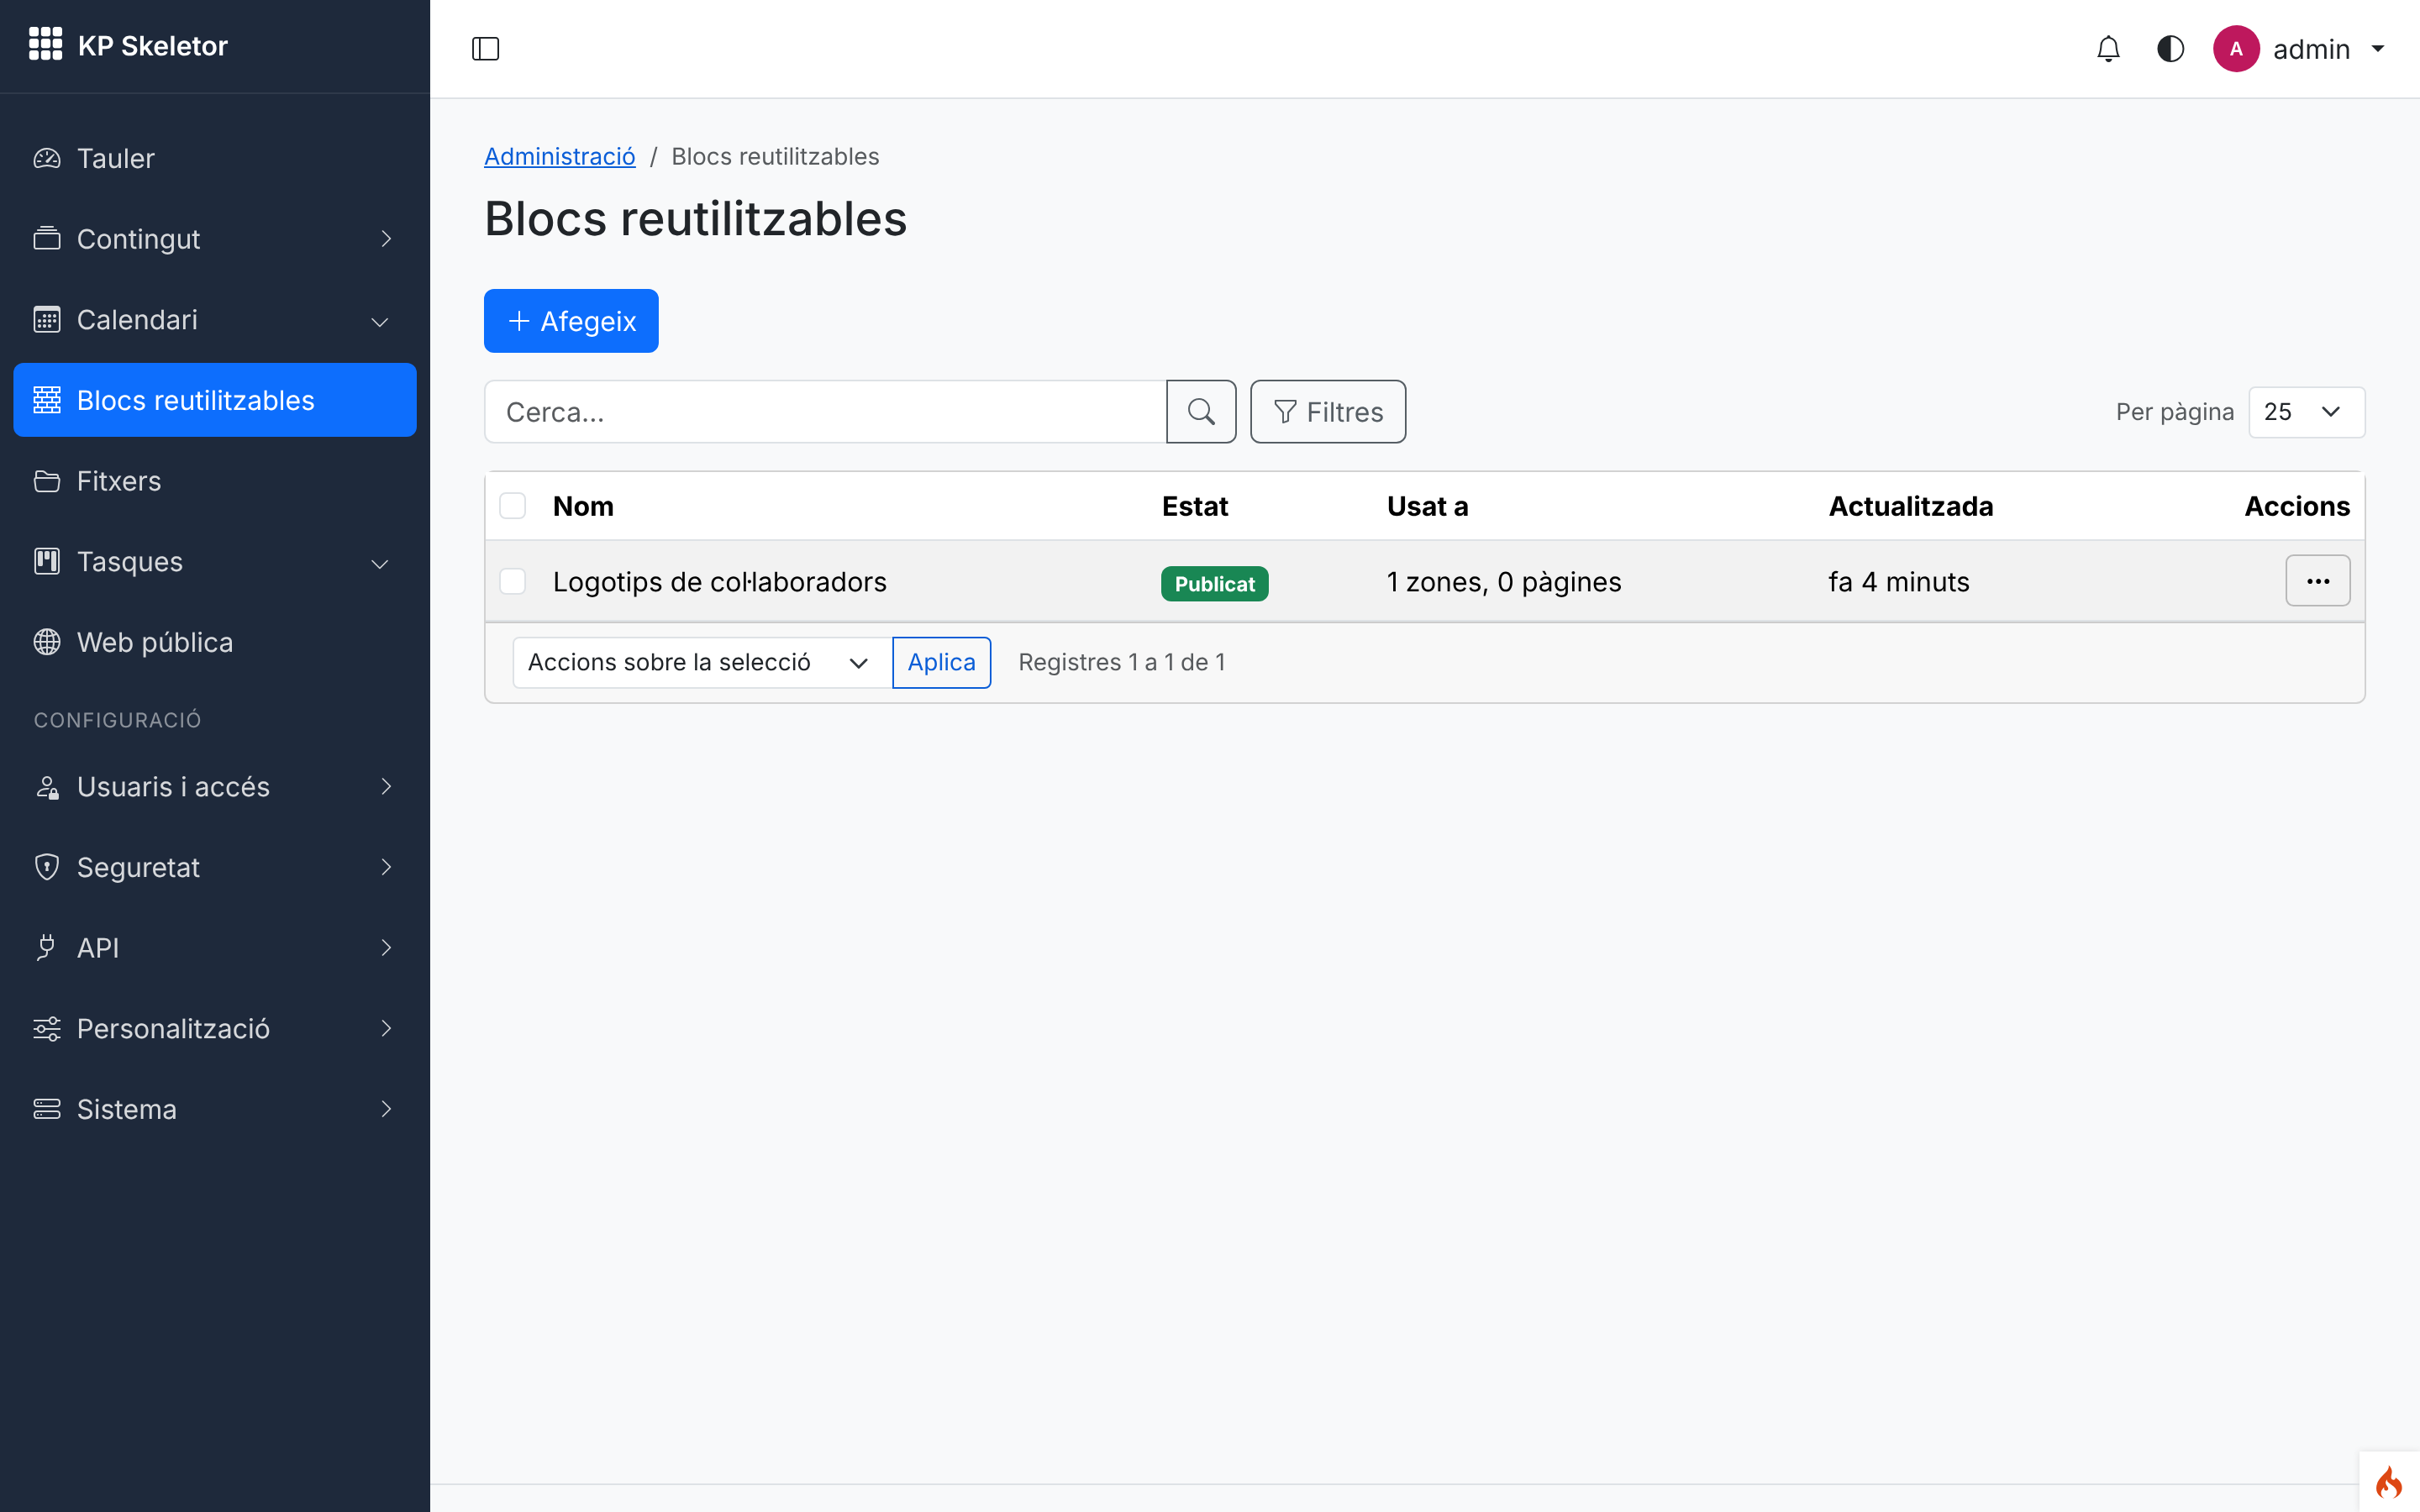 KP Skeletor
admin
A
Tauler
Contingut
Calendari
Blocs reutilitzables
Fitxers
Tasques
Web pública
CONFIGURACIÓ
Usuaris i accés
Seguretat
API
Personalització
Sistema
Administració / Blocs reutilitzables
Blocs reutilitzables
+ Afegeix
Cerca...
Filtres
Per pàgina 25
Nom Estat Usat a Actualitzada Accions
Logotips de col·laboradors Publicat 1 zones, 0 pàgines fa 4 minuts
Accions sobre la selecció Aplica Registres 1 a 1 de 1